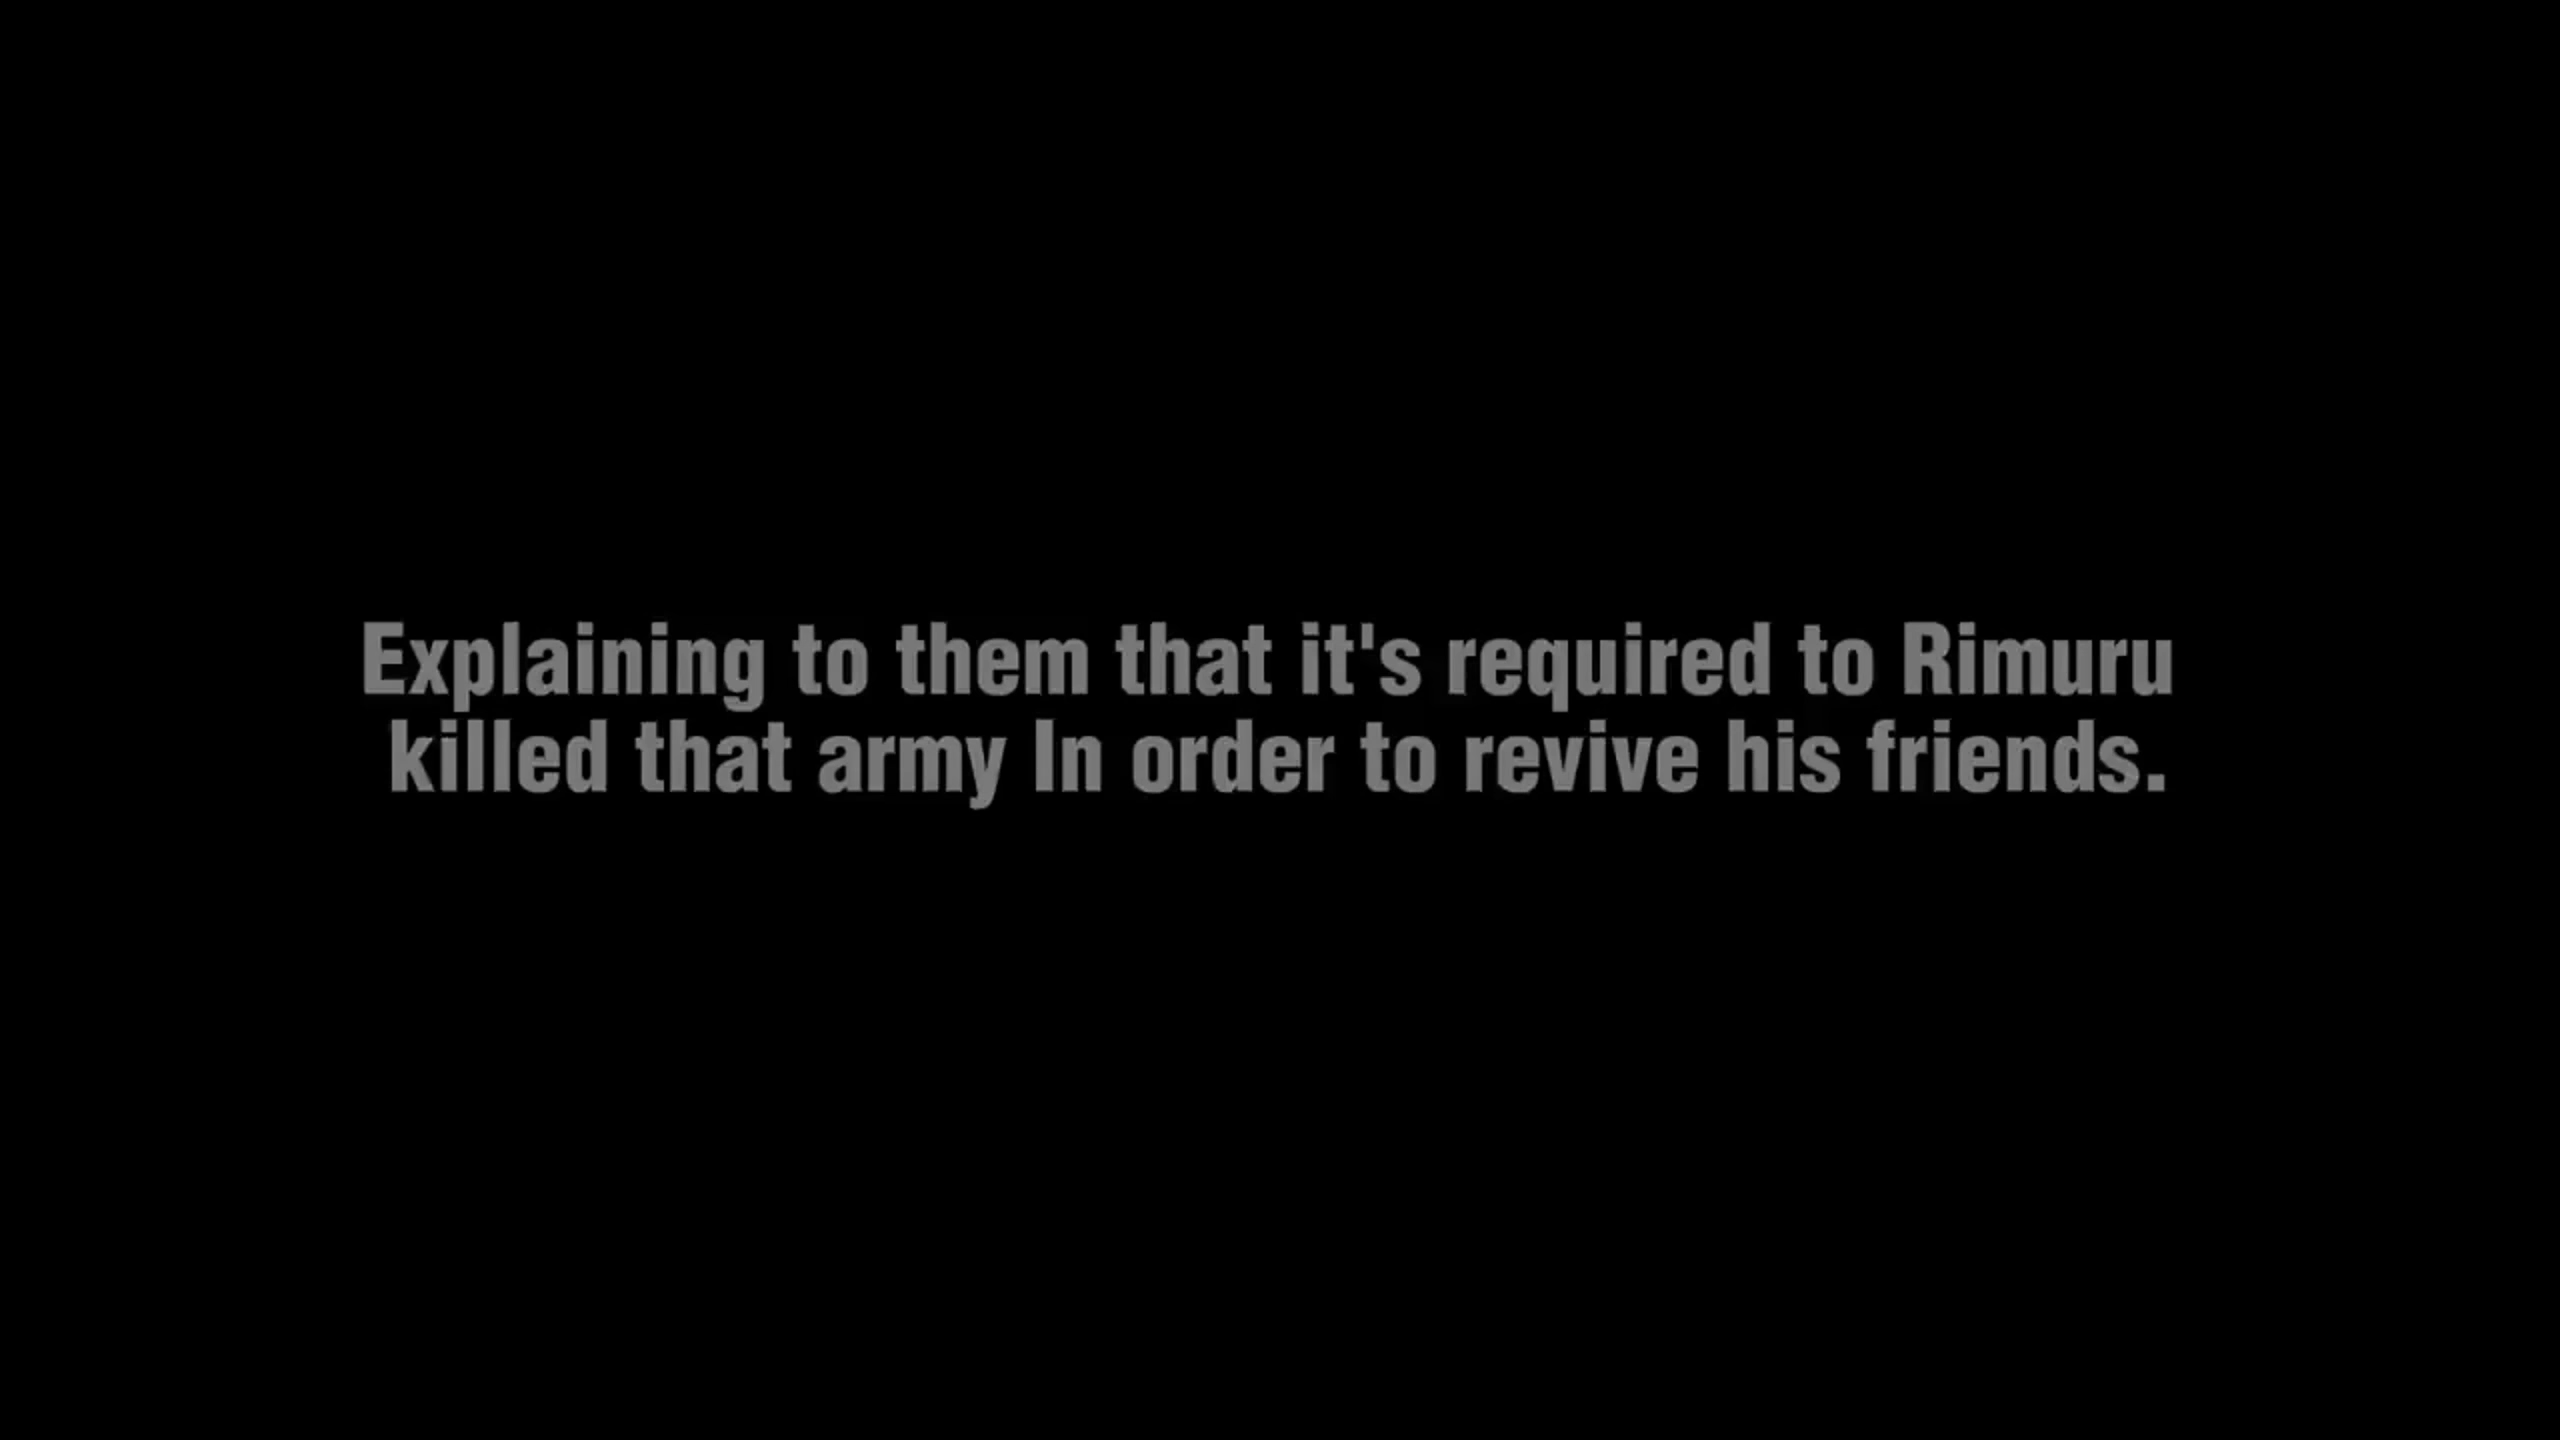 Explaining to them that it's required to Rimuru
killed that army In order to revive his friends.